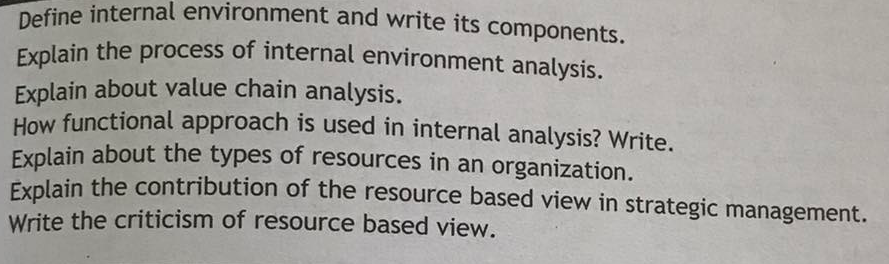 Define internal environment and write its components.
Explain the process of internal environment analysis.
Explain about value chain analysis.
How functional approach is used in internal analysis? Write.
Explain about the types of resources in an organization.
Explain the contribution of the resource based view in strategic management.
Write the criticism of resource based view.